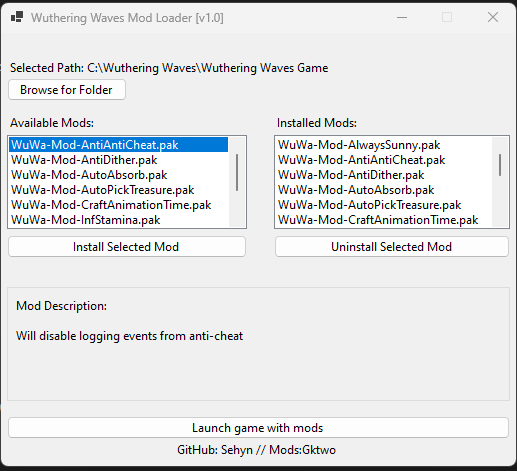 Wuthering Waves Mod Loader [v1.0]
Selected Path: C:\Wuthering Waves\Wuthering Waves Game
Browse for Folder
Available Mods:
WuWa-Mod-AntiAntiCheat.pak
WuWa-Mod-AntiDither.pak
WuWa-Mod-AutoAbsorb.pak
WuWa-Mod-AutoPickTreasure.pak
WuWa-Mod-CraftAnimationTime.pak
WuWa-Mod-InfStamina.pak
Install Selected Mod
Installed Mods:
WuWa-Mod-AlwaysSunny.pak
WuWa-Mod-AntiAntiCheat.pak
WuWa-Mod-AntiDither.pak
WuWa-Mod-AutoAbsorb.pak
WuWa-Mod-AutoPickTreasure.pak
WuWa-Mod-CraftAnimationTime.pak
Uninstall Selected Mod
Mod Description:
Will disable logging events from anti-cheat
Launch game with mods
GitHub: Sehyn // Mods:Gktwo